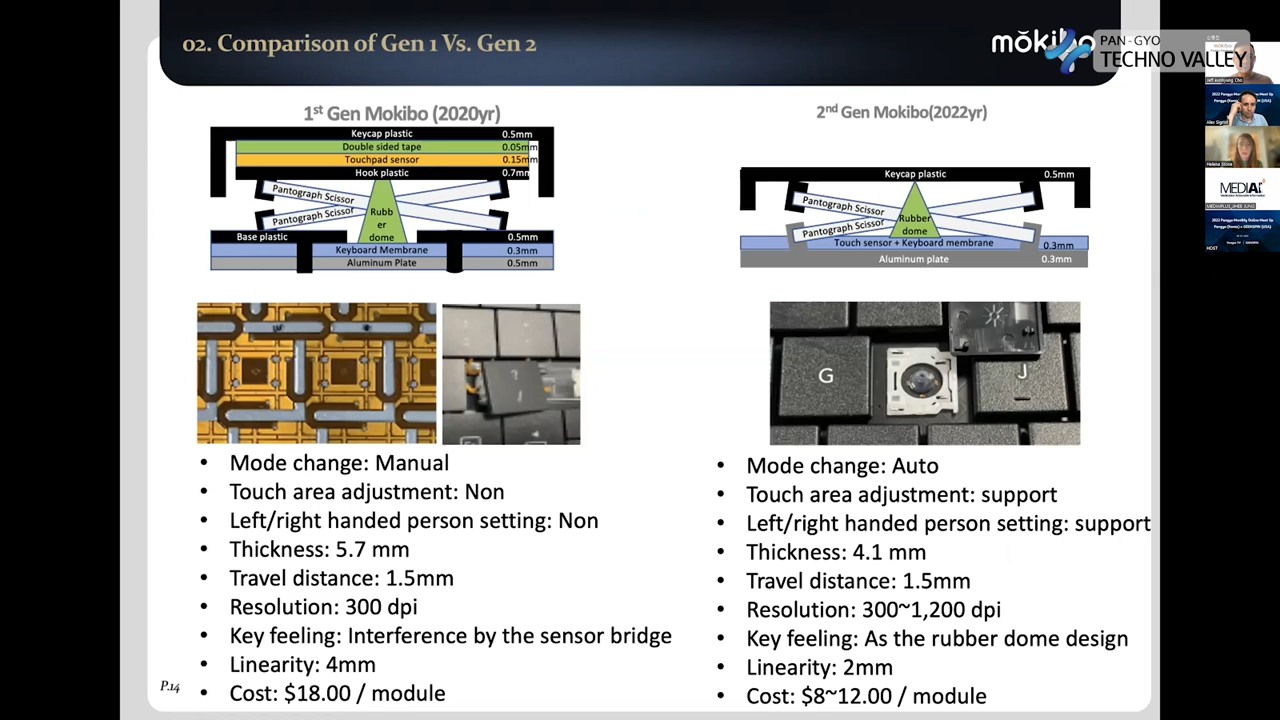 02. Comparison of Gen 1 Vs. Gen 2
mŏkibo
PAN-GYO
TECHNO VALLEY
1st Gen Mokibo (2020yr)
Keycap plastic 0.5mm
Double sided tape 0.05mm
Touchpad sensor 0.15mm
Hook plastic 0.7mm
Pantograph Scissor
Pantograph Scissor
Rubb
er
dome
Base plastic 0.5mm
Keyboard Membrane 0.3mm
Aluminum Plate 0.5mm
2nd Gen Mokibo(2022yr)
Keycap plastic 0.5mm
Pantograph Scissor
Pantograph Scissor
Rubber
dome
Touch sensor + Keyboard membrane 0.3mm
Aluminum plate 0.3mm
G
J
• Mode change: Manual
• Touch area adjustment: Non
• Left/right handed person setting: Non
• Thickness: 5.7 mm
• Travel distance: 1.5mm
• Resolution: 300 dpi
• Key feeling: Interference by the sensor bridge
• Linearity: 4mm
• Cost: $18.00 / module
• Mode change: Auto
• Touch area adjustment: support
• Left/right handed person setting: support
• Thickness: 4.1 mm
• Travel distance: 1.5mm
• Resolution: 300~1,200 dpi
• Key feeling: As the rubber dome design
• Linearity: 2mm
• Cost: $8~12.00 / module
P.14
Alex Sigrist
Helena Stone
MEDIAI
HOST